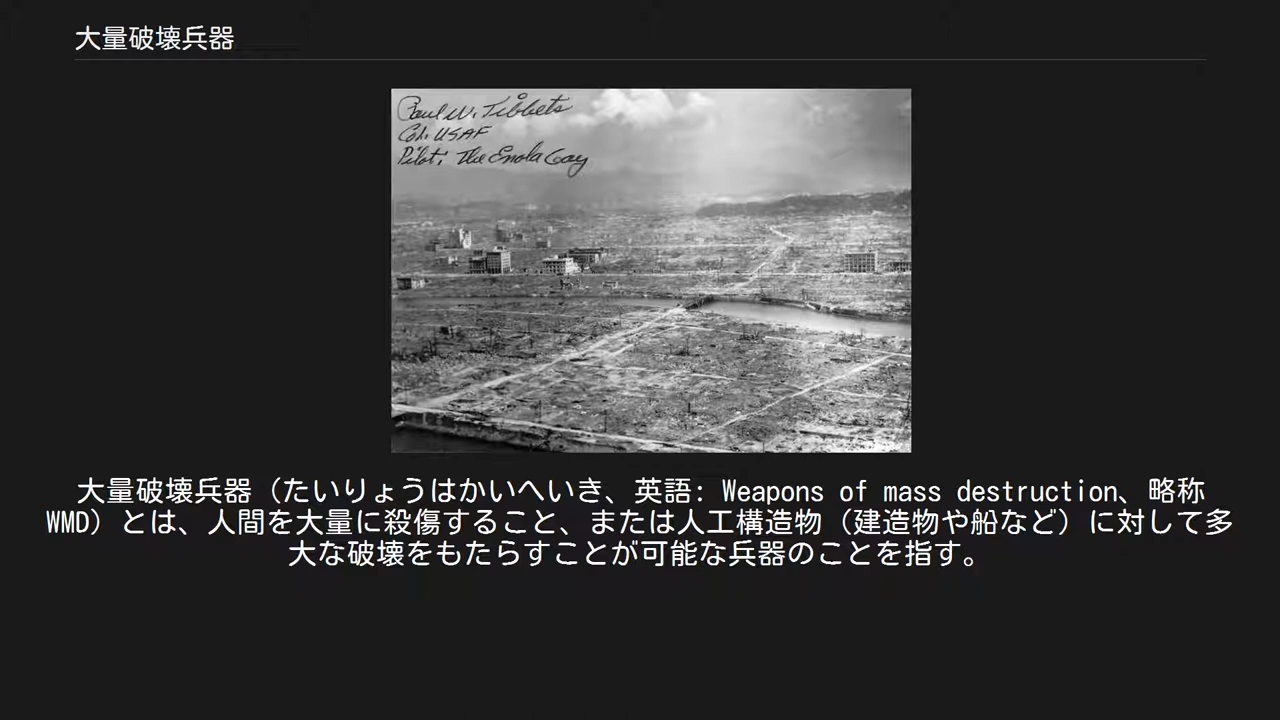 大量破壊兵器
Paul W. Tibbets
Col. USAF
Pilot: The Enola Gay
大量破壊兵器（たいりょうはかいへいき、英語: Weapons of mass destruction、略称
WMD）とは、人間を大量に殺傷すること、または人工構造物（建造物や船など）に対して多
大な破壊をもたらすことが可能な兵器のことを指す。